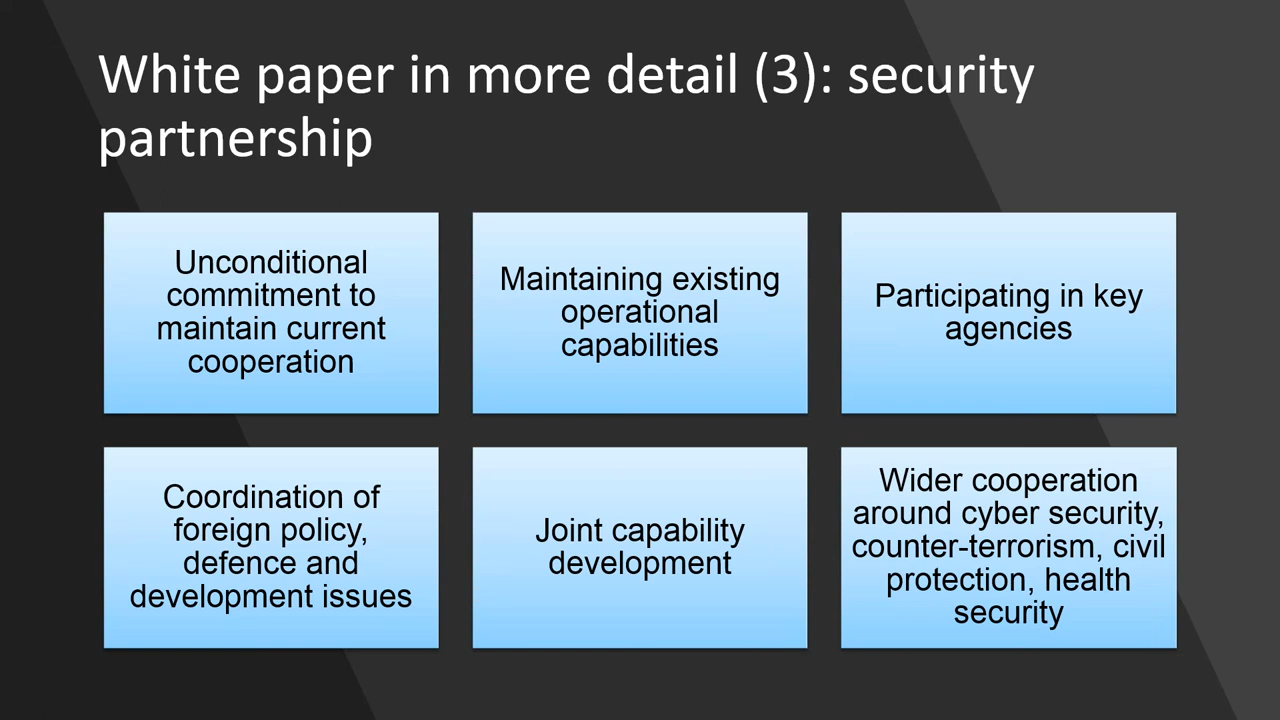 White paper in more detail (3): security
partnership
Unconditional
commitment to
maintain current
cooperation
Maintaining existing
operational
capabilities
Participating in key
agencies
Coordination of
foreign policy,
defence and
development issues
Joint capability
development
Wider cooperation
around cyber security,
counter-terrorism, civil
protection, health
security